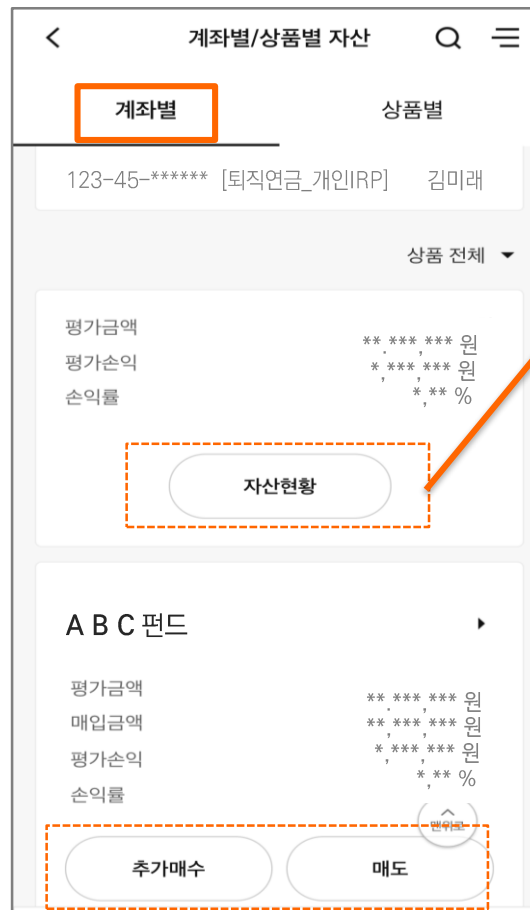 계좌별/상품별 자산
계좌별 상품별
123-45-****** [퇴직연금_개인IRP] 김미래
상품 전체
평가금액 **.***,*** 원
평가손익 *,***,*** 원
손익률 *,** %
자산현황
A B C 펀드
평가금액 **.***,*** 원
매입금액 **,***,*** 원
평가손익 *,***,*** 원
손익률 *,** %
맨위로
추가매수 매도